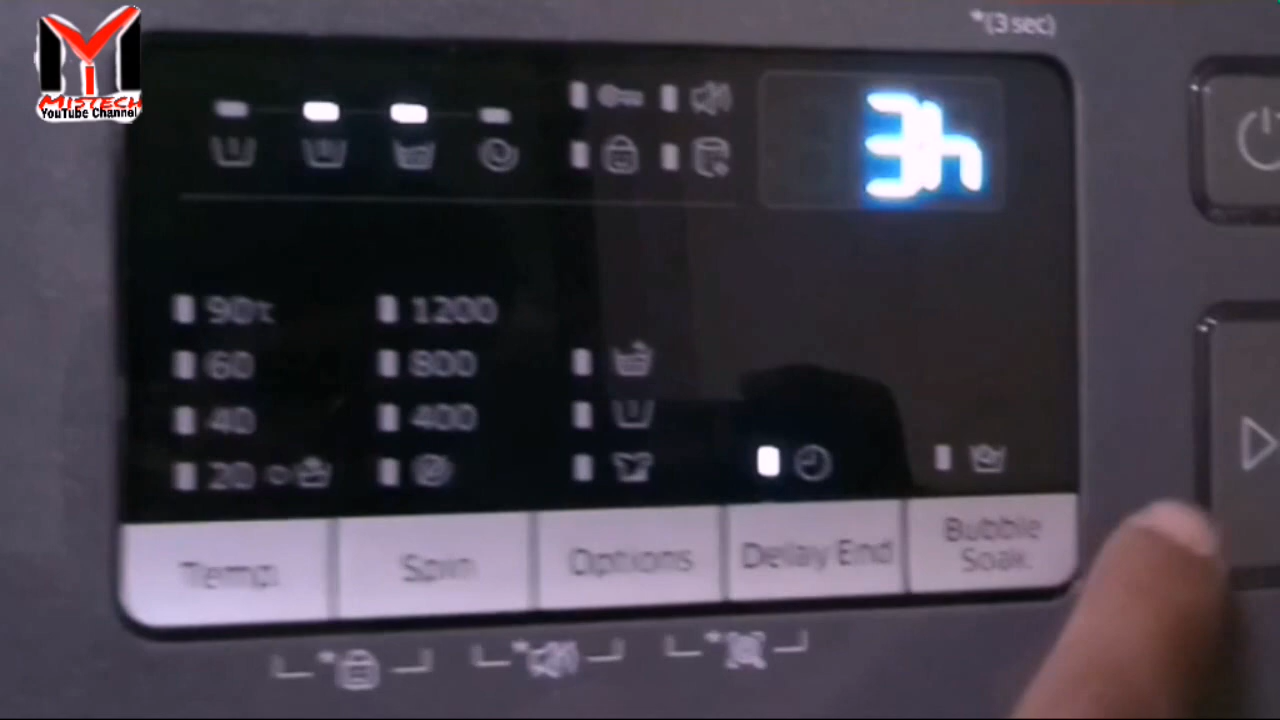 MISTECH
YouTube Channel
*(3 sec)
3h
90℃
1200
60
800
40
400
20
Temp.
Spin
Options
Delay End
Bubble
Soak
*
*
*